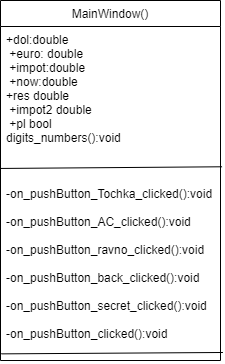 MainWindow()
+dol:double
+euro: double
+impot:double
+now:double
+res double
+impot2 double
+pl bool
digits_numbers():void
-on_pushButton_Tochka_clicked():void
-on_pushButton_AC_clicked():void
-on_pushButton_ravno_clicked():void
-on_pushButton_back_clicked():void
-on_pushButton_secret_clicked():void
-on_pushButton_clicked():void